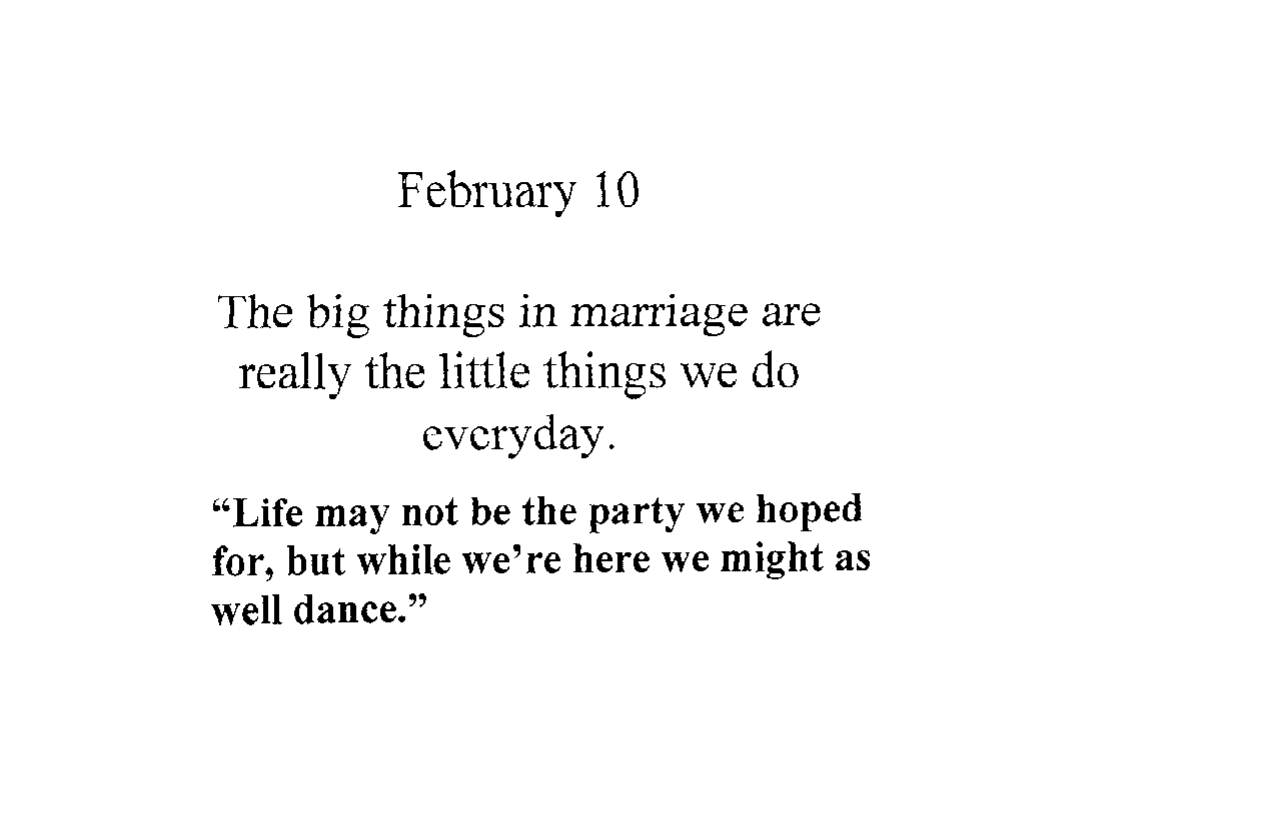 February 10
The big things in marriage are
really the little things we do
everyday.
“Life may not be the party we hoped
for, but while we’re here we might as
well dance.”